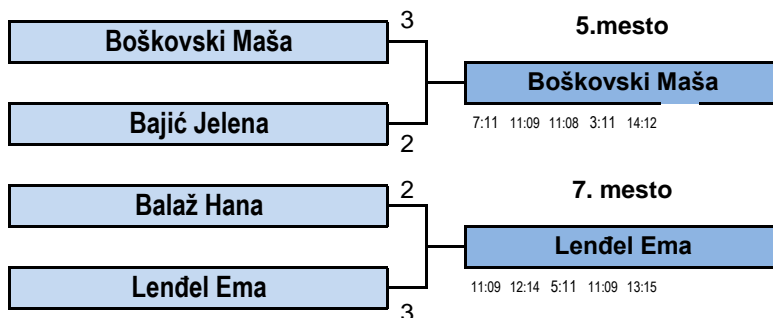 3
5.mesto
Boškovski Maša
Boškovski Maša
Bajić Jelena
7:11 11:09 11:08 3:11 14:12
2
2
7. mesto
Balaž Hana
Lenđel Ema
Lenđel Ema
11:09 12:14 5:11 11:09 13:15
3